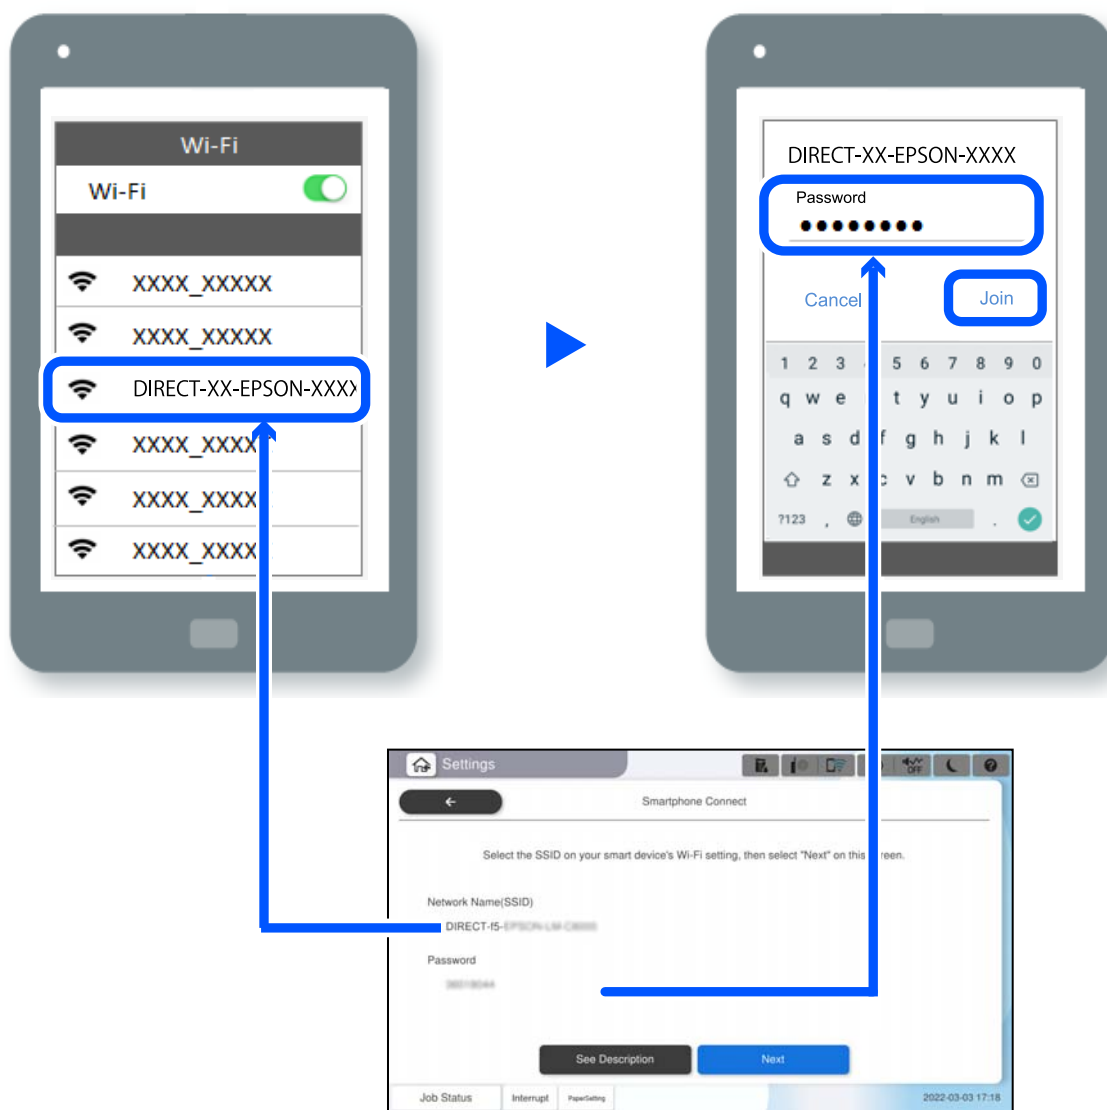 Wi-Fi
Wi-Fi
XXXX_XXXXX
XXXX_XXXXX
DIRECT-XX-EPSON-XXXX
XXXX_XXXX
XXXX_XXXX
XXXX_XXXX
DIRECT-XX-EPSON-XXXX
Password
Cancel
Join
1 2 3 5 6 7 8 9 0
q w e t y u i o p
a s d f g h j k l
z x c v b n m
?123 , English .
Settings
OFF
Smartphone Connect
Select the SSID on your smart device's Wi-Fi setting, then select "Next" on this screen.
Network Name(SSID)
DIRECT-f5-
Password
See Description
Next
Job Status
Interrupt
PaperSetting
2022-03-03 17:18